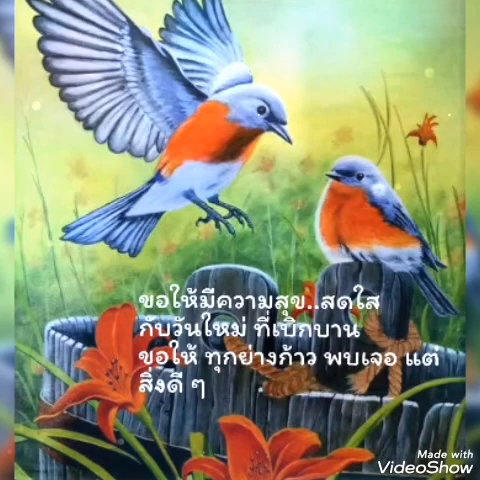 ขอให้มีความสุข..สดใส
กับวันใหม่ ที่เบิกบาน
ขอให้ ทุกย่างก้าว พบเจอ แต่
สิ่งดี ๆ
Made with
VideoShow